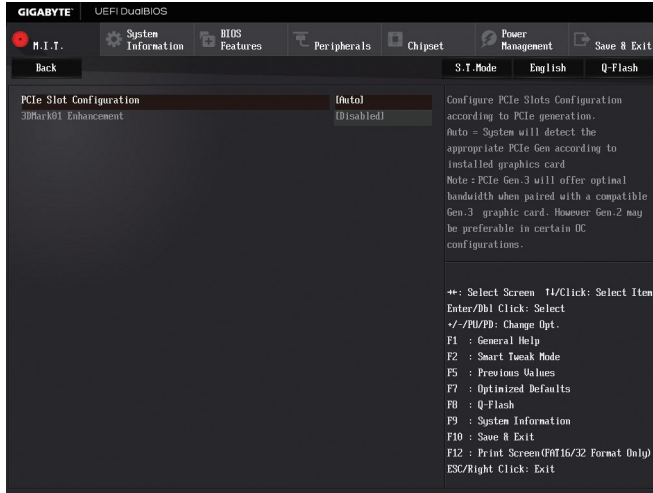 GIGABYTE™ UEFI DualBIOS
M.I.T. System Information BIOS Features Peripherals Chipset Power Management Save & Exit
Back S.T.Mode English Q-Flash
PCIe Slot Configuration [Auto]
3DMark01 Enhancement [Disabled]
Configure PCIe Slots Configuration
according to PCIe generation.
Auto = System will detect the
appropriate PCIe Gen according to
installed graphics card
Note : PCIe Gen.3 will offer optimal
bandwidth when paired with a compatible
Gen.3 graphic card. However Gen.2 may
be preferable in certain OC
configurations.
→←: Select Screen ↑↓/Click: Select Item
Enter/Dbl Click: Select
+/-/PU/PD: Change Opt.
F1 : General Help
F2 : Smart Tweak Mode
F5 : Previous Values
F7 : Optimized Defaults
F8 : Q-Flash
F9 : System Information
F10 : Save & Exit
F12 : Print Screen(FAT16/32 Format Only)
ESC/Right Click: Exit